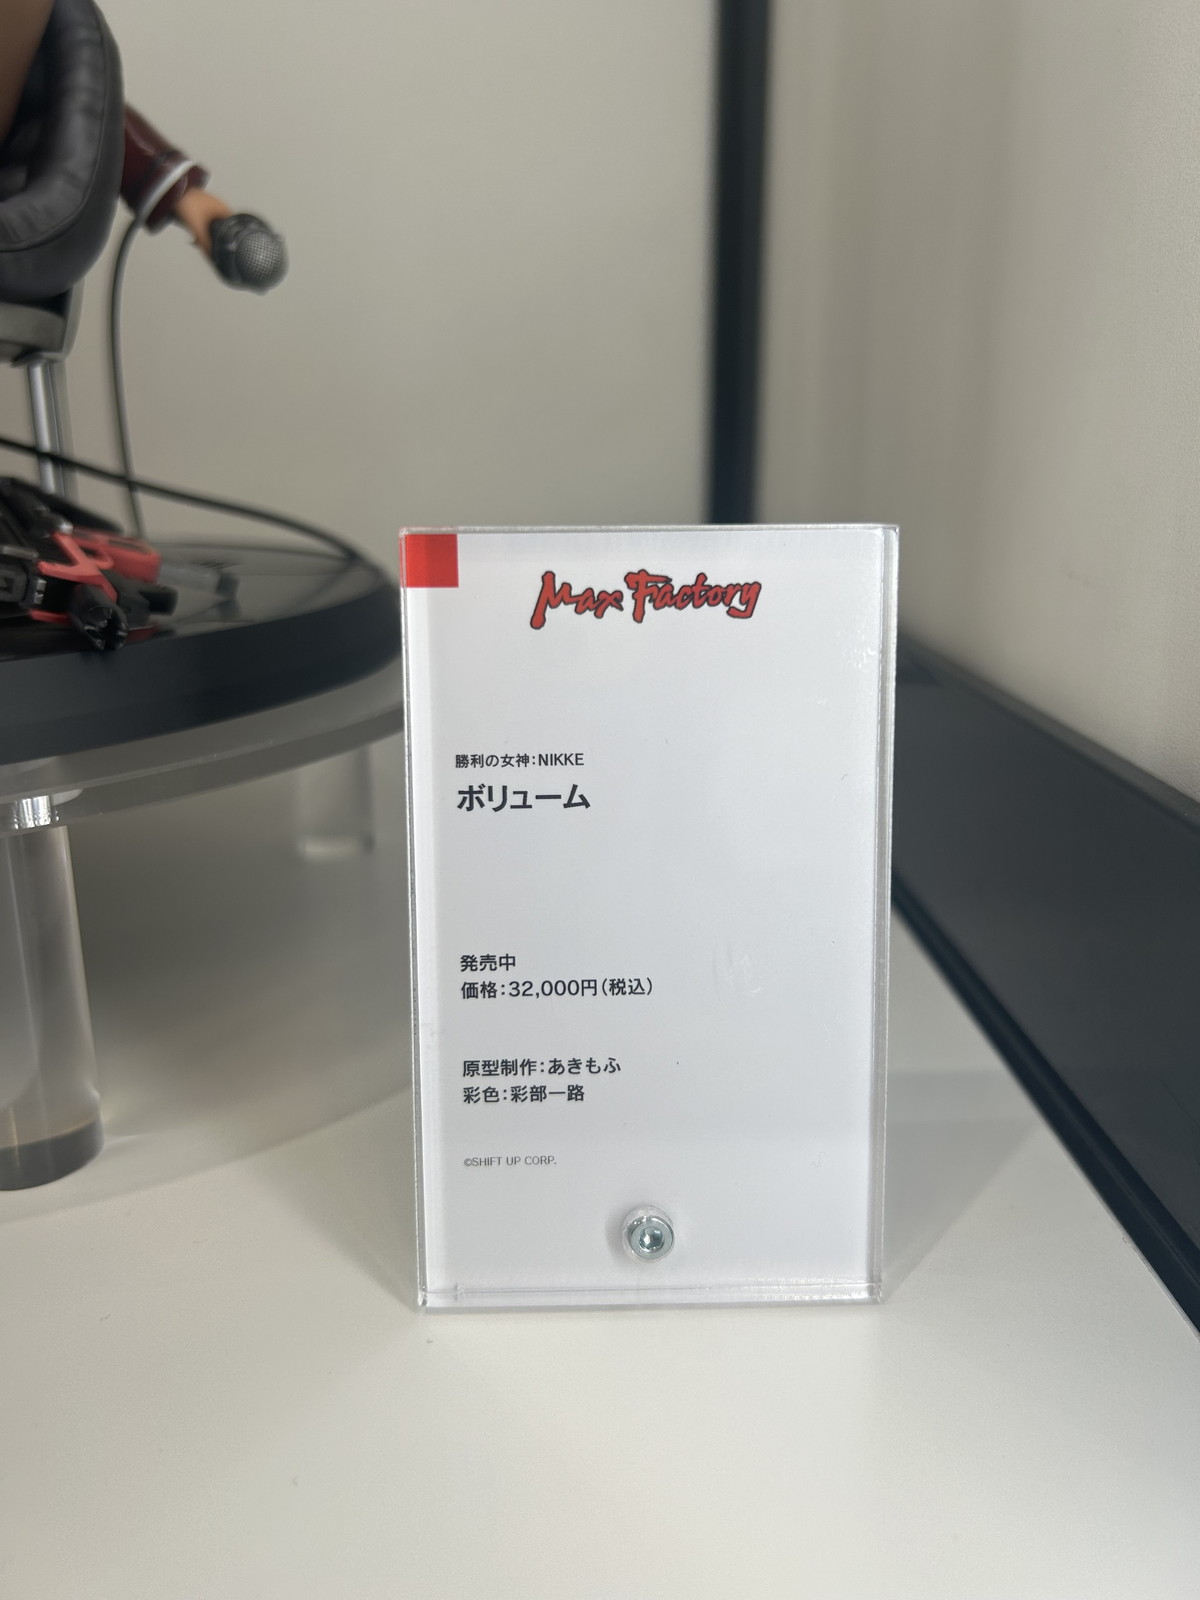 Max Factory
勝利の女神：NIKKE
ボリューム
発売中
価格：32,000円（税込）
原型制作：あきもふ
彩色：彩部一路
©SHIFT UP CORP.